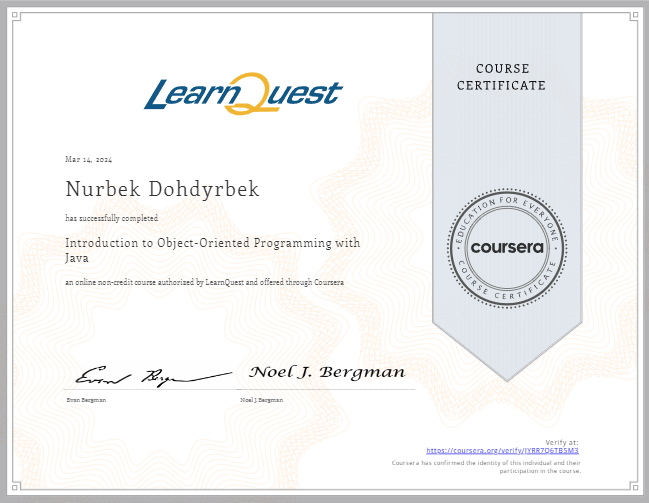 LearnQuest
COURSE
CERTIFICATE
Mar 14, 2024
Nurbek Dohdyrbek
has successfully completed
Introduction to Object-Oriented Programming with
Java
an online non-credit course authorized by LearnQuest and offered through Coursera
EDUCATION FOR EVERYONE
coursera
COURSE CERTIFICATE
Evan Bergman
Noel J. Bergman
Evan Bergman
Noel J. Bergman
Verify at:
https://coursera.org/verify/JYRR7Q6TB5M3
Coursera has confirmed the identity of this individual and their
participation in the course.